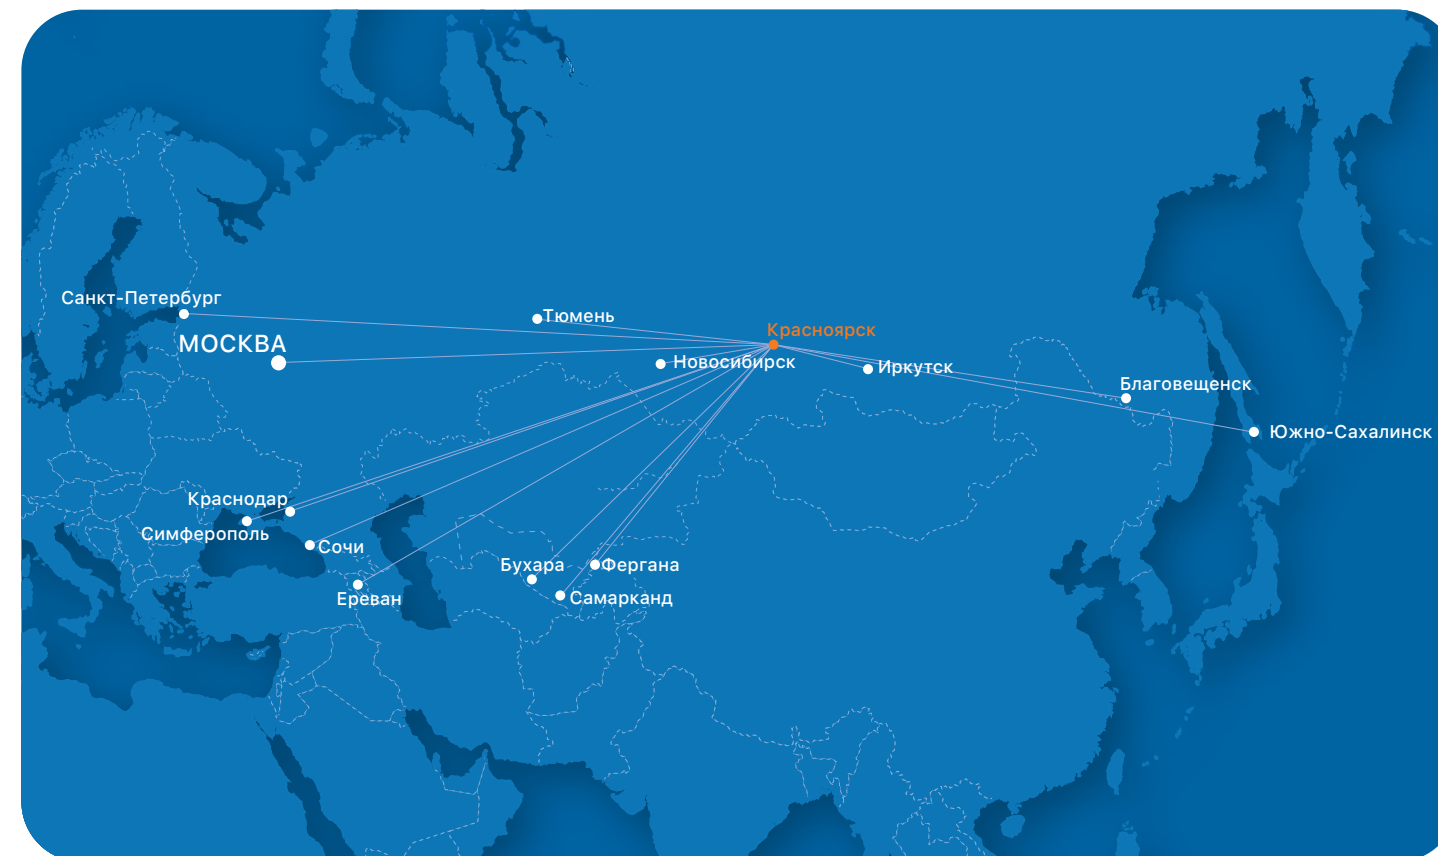 Санкт-Петербург
Тюмень
Красноярск
МОСКВА
Новосибирск
Иркутск
Благовещенск
Южно-Сахалинск
Краснодар
Симферополь
Сочи
Бухара
Фергана
Ереван
Самарканд